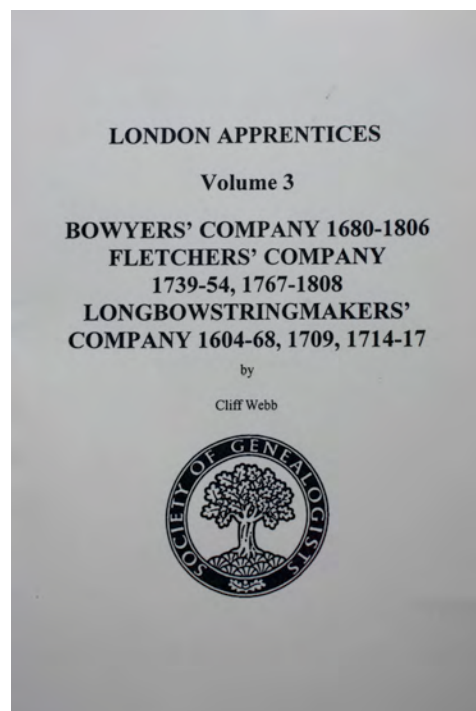 LONDON APPRENTICES
Volume 3
BOWYERS' COMPANY 1680-1806
FLETCHERS' COMPANY
1739-54, 1767-1808
LONGBOWSTRINGMAKERS'
COMPANY 1604-68, 1709, 1714-17
by
Cliff Webb
SOCIETY OF GENEALOGISTS